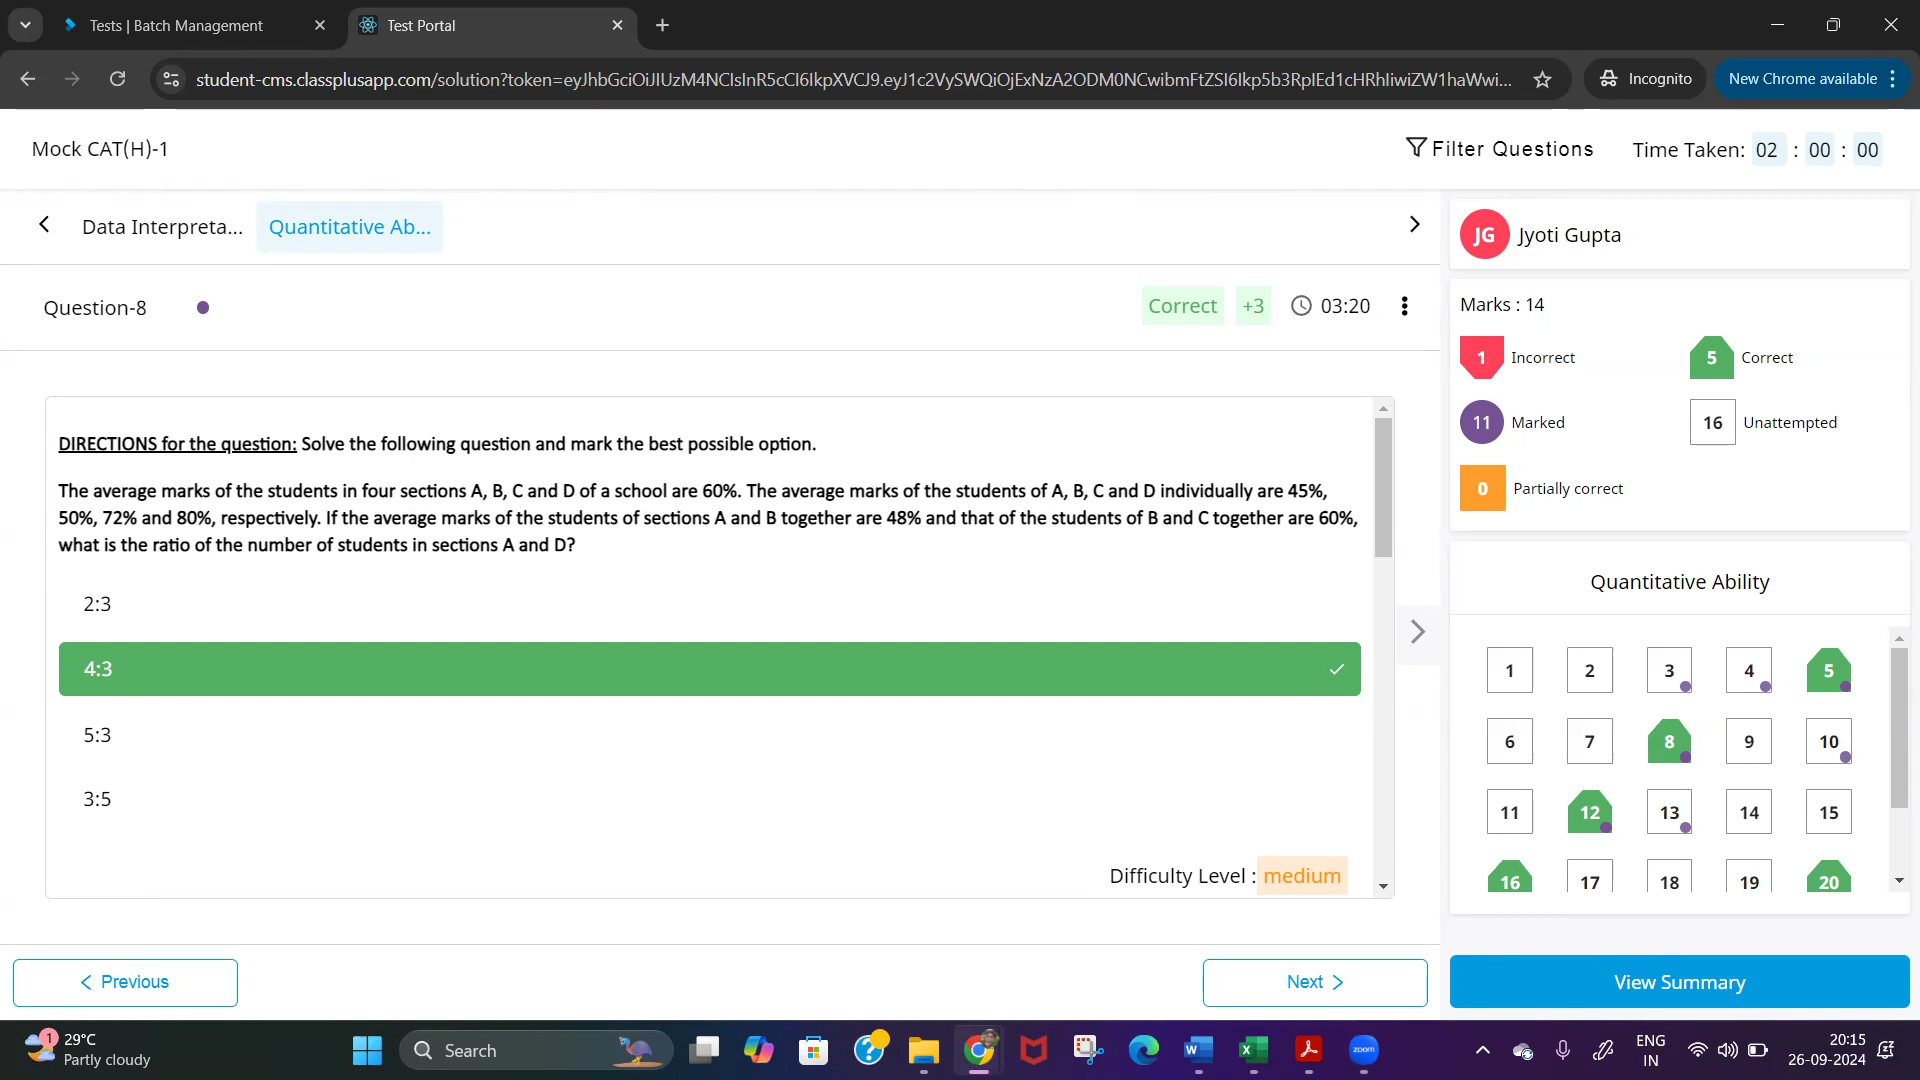 Tests | Batch Management
Test Portal
student-cms.classplusapp.com/solution?token=eyJhbGciOiJIUzM4NCIsInR5cCI6IkpXVCJ9.eyJ1c2VySWQiOjExNzA2ODM0NCwibmFtZSI6Ikp5b3RpIEd1cHRhIiwiZW1haWwi...
Incognito
New Chrome available
Mock CAT(H)-1
Filter Questions
Time Taken: 02 : 00 : 00
Data Interpreta...
Quantitative Ab...
JG Jyoti Gupta
Question-8
Correct +3 03:20
Marks : 14
1 Incorrect
5 Correct
11 Marked
16 Unattempted
0 Partially correct
DIRECTIONS for the question: Solve the following question and mark the best possible option.
The average marks of the students in four sections A, B, C and D of a school are 60%. The average marks of the students of A, B, C and D individually are 45%,
50%, 72% and 80%, respectively. If the average marks of the students of sections A and B together are 48% and that of the students of B and C together are 60%,
what is the ratio of the number of students in sections A and D?
2:3
4:3
5:3
3:5
Difficulty Level : medium
Quantitative Ability
1 2 3 4 5
6 7 8 9 10
11 12 13 14 15
16 17 18 19 20
Previous
Next
View Summary
1
29°C
Partly cloudy
Search
zoom
ENG
IN
20:15
26-09-2024